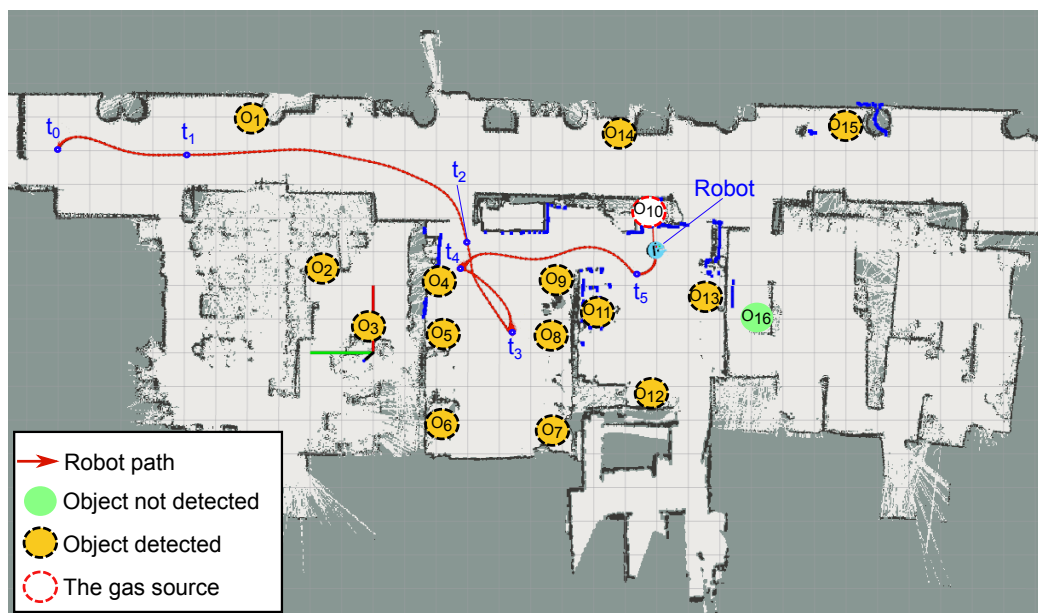 O1
O14
O15
t0
t1
t2
Robot
O10
t4
O2
O4
O9
t5
O13
O11
O16
O3
O5
O8
t3
O12
O6
O7
Robot path
Object not detected
Object detected
The gas source